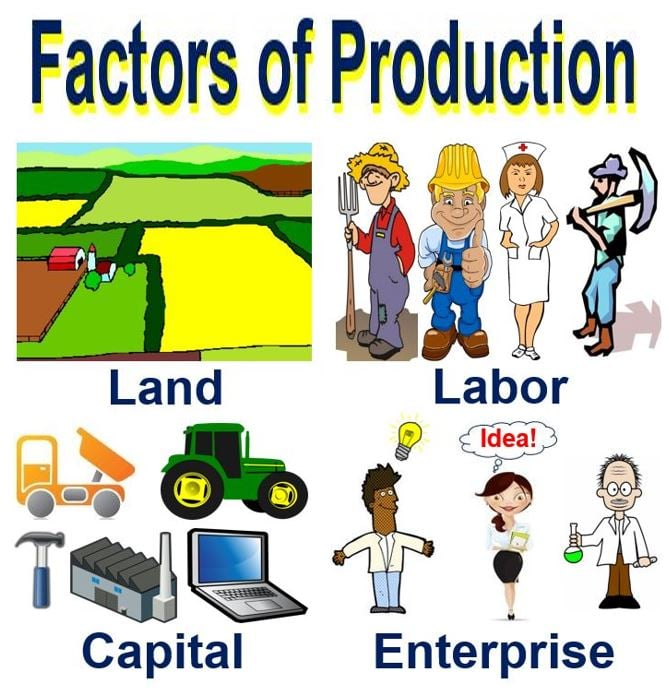 Factors of Production
Land
Labor
Idea!
Capital
Enterprise